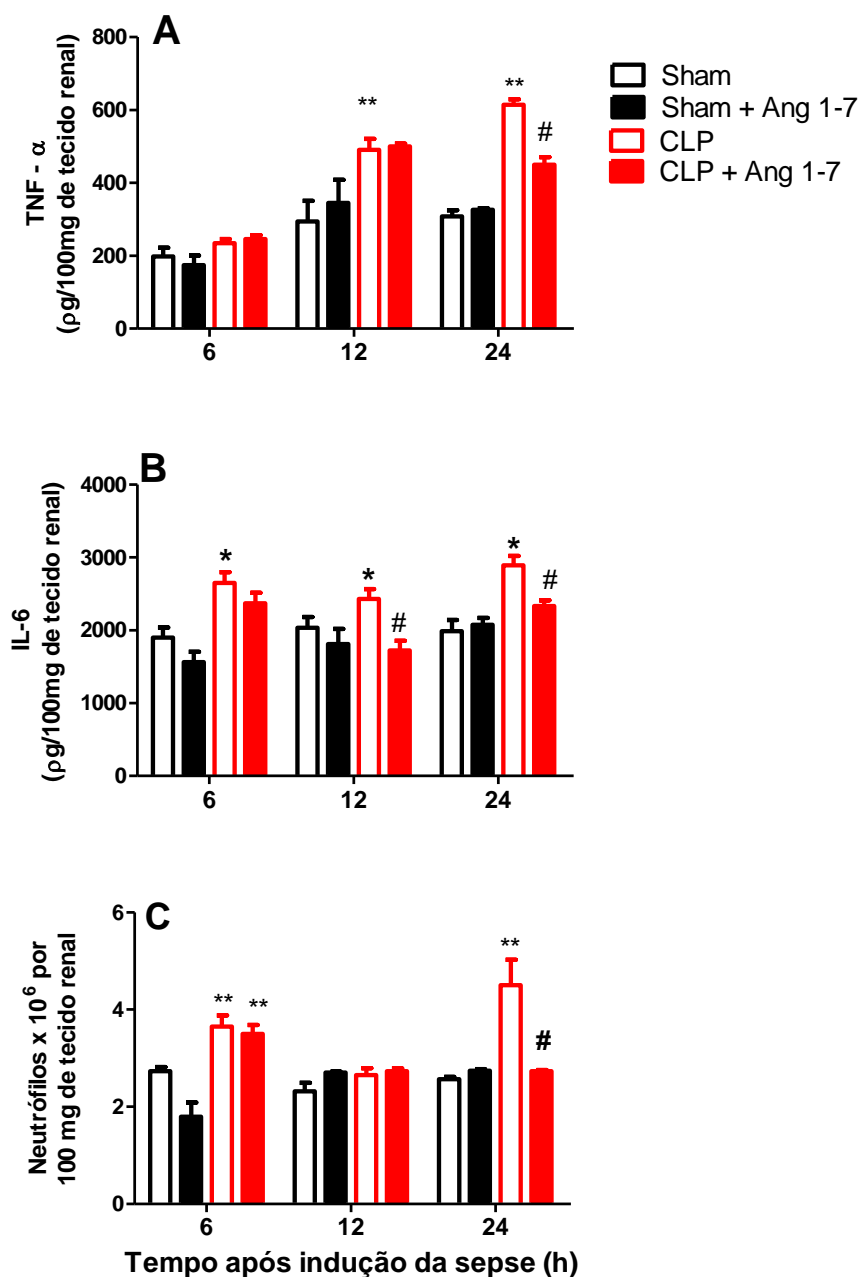 A
800
600
400
200
0
TNF - α
(ρg/100mg de tecido renal)
**
**
#
6
12
24
Sham
Sham + Ang 1-7
CLP
CLP + Ang 1-7
B
4000
3000
2000
1000
0
IL-6
(ρg/100mg de tecido renal)
*
*
#
*
#
6
12
24
C
6
4
2
0
Neutrófilos x 10⁶ por
100 mg de tecido renal
**
**
**
#
6
12
24
Tempo após indução da sepse (h)